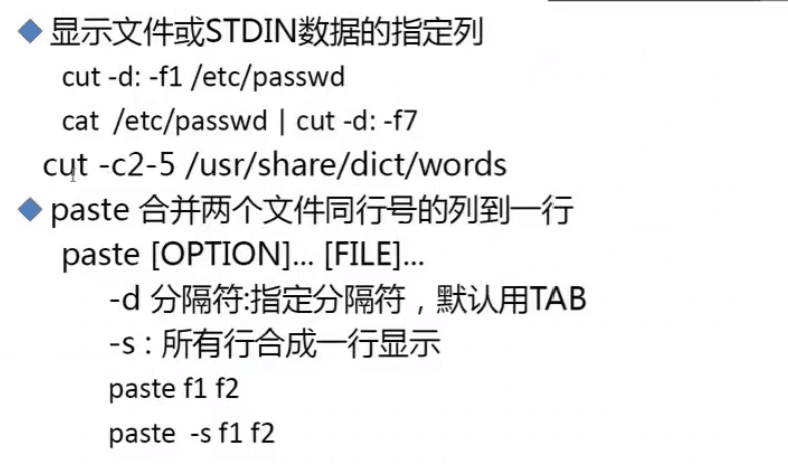 显示文件或STDIN数据的指定列
cut -d: -f1 /etc/passwd
cat /etc/passwd | cut -d: -f7
cut -c2-5 /usr/share/dict/words
paste 合并两个文件同行号的列到一行
paste [OPTION]... [FILE]...
-d 分隔符:指定分隔符，默认用TAB
-s : 所有行合成一行显示
paste f1 f2
paste -s f1 f2